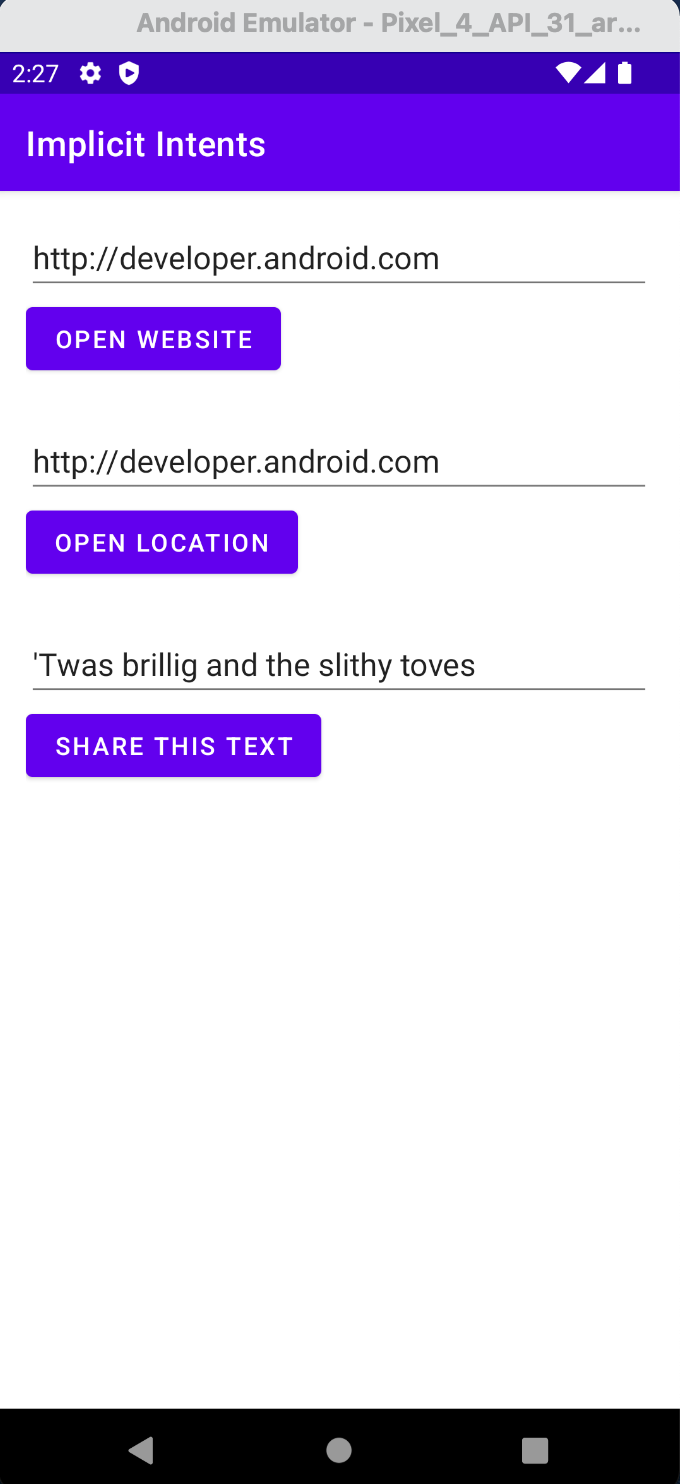 Android Emulator - Pixel_4_API_31_ar...
2:27
Implicit Intents
http://developer.android.com
OPEN WEBSITE
http://developer.android.com
OPEN LOCATION
'Twas brillig and the slithy toves
SHARE THIS TEXT